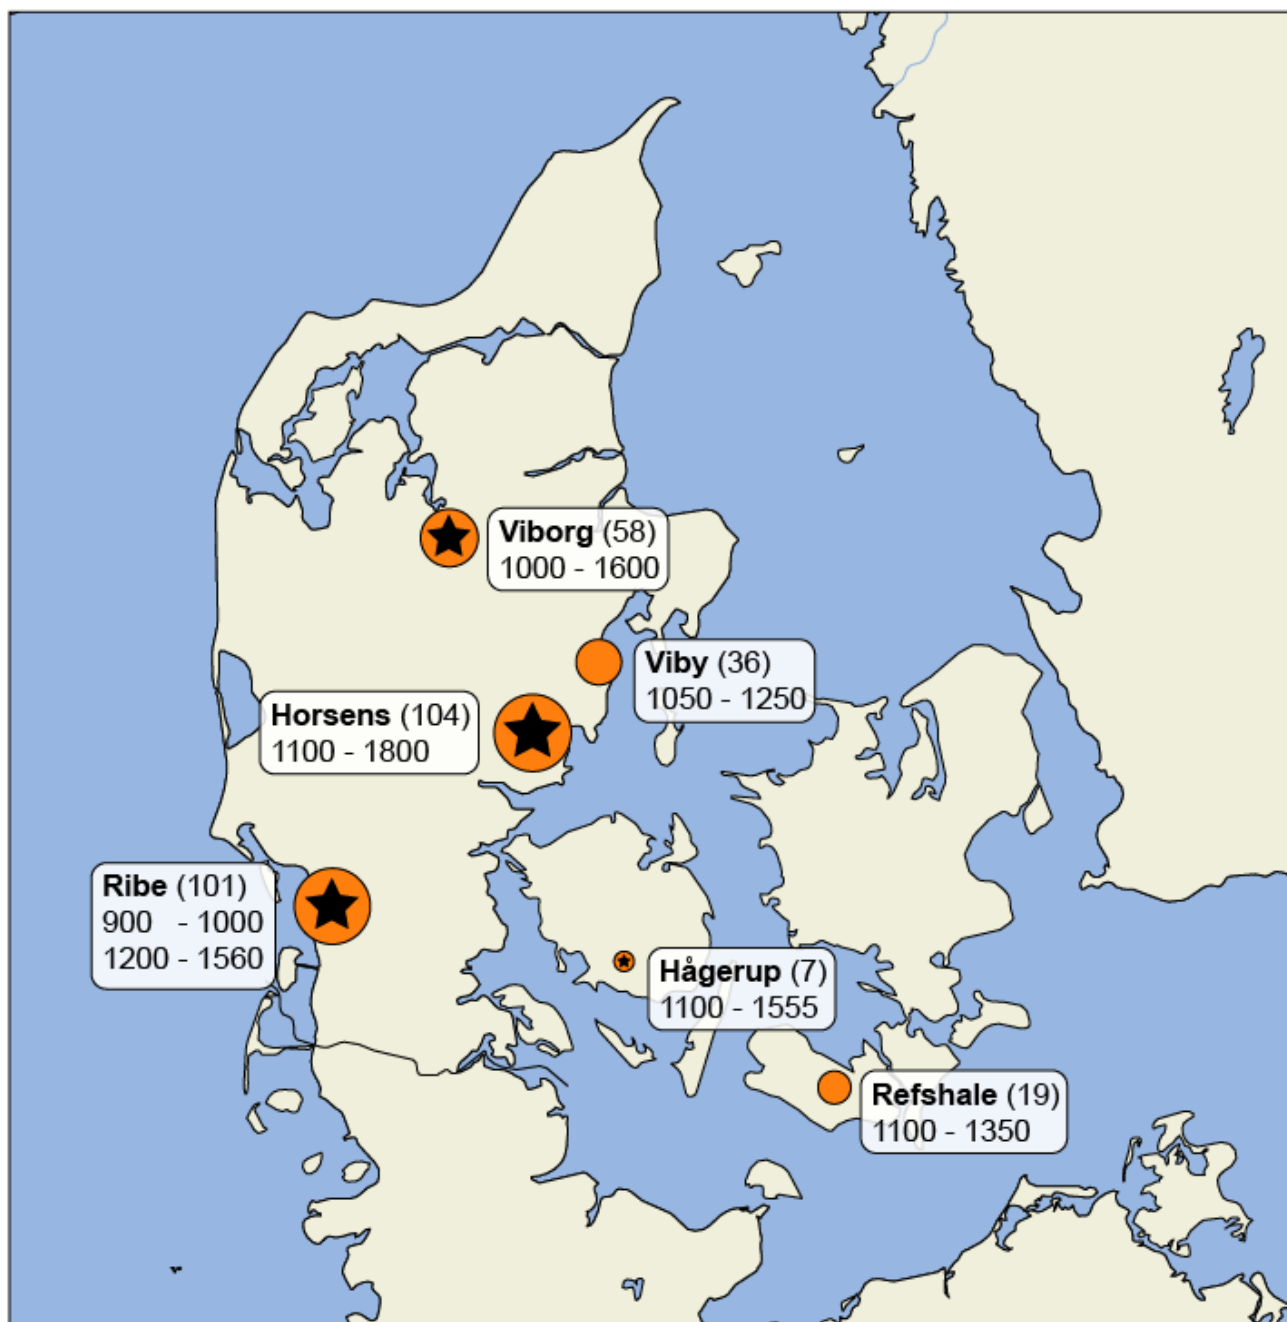 Viborg (58)
1000 - 1600
Viby (36)
1050 - 1250
Horsens (104)
1100 - 1800
Ribe (101)
900 - 1000
1200 - 1560
Hågerup (7)
1100 - 1555
Refshale (19)
1100 - 1350